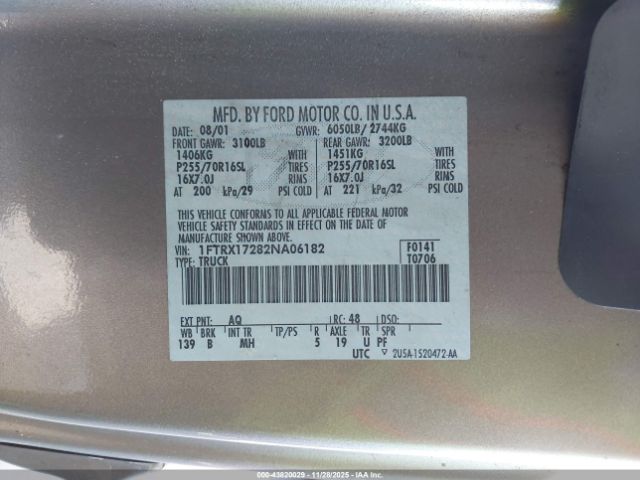 MFD. BY FORD MOTOR CO. IN U.S.A.
DATE: 08/01 GVWR: 6050LB/ 2744KG
FRONT GAWR: 3100LB REAR GAWR: 3200LB
1406KG WITH 1451KG WITH
P255/70R16SL TIRES P255/70R16SL TIRES
16X7.0J RIMS 16X7.0J RIMS
AT 200 kPa/29 PSI COLD AT 221 kPa/32 PSI COLD
THIS VEHICLE CONFORMS TO ALL APPLICABLE FEDERAL MOTOR
VEHICLE SAFETY STANDARDS IN EFFECT ON THE DATE OF
MANUFACTURE SHOWN ABOVE.
VIN: 1FTRX17282NA06182 F0141
TYPE: TRUCK T0706
EXT PNT: AQ RC: 48 DSO:
WB BRK INT TR TP/PS R AXLE TR SPR
139 B MH 5 19 U PF
UTC ▽ 2U5A-1520472-AA
000-43820029 | 11/28/2025 - IAAI.COM